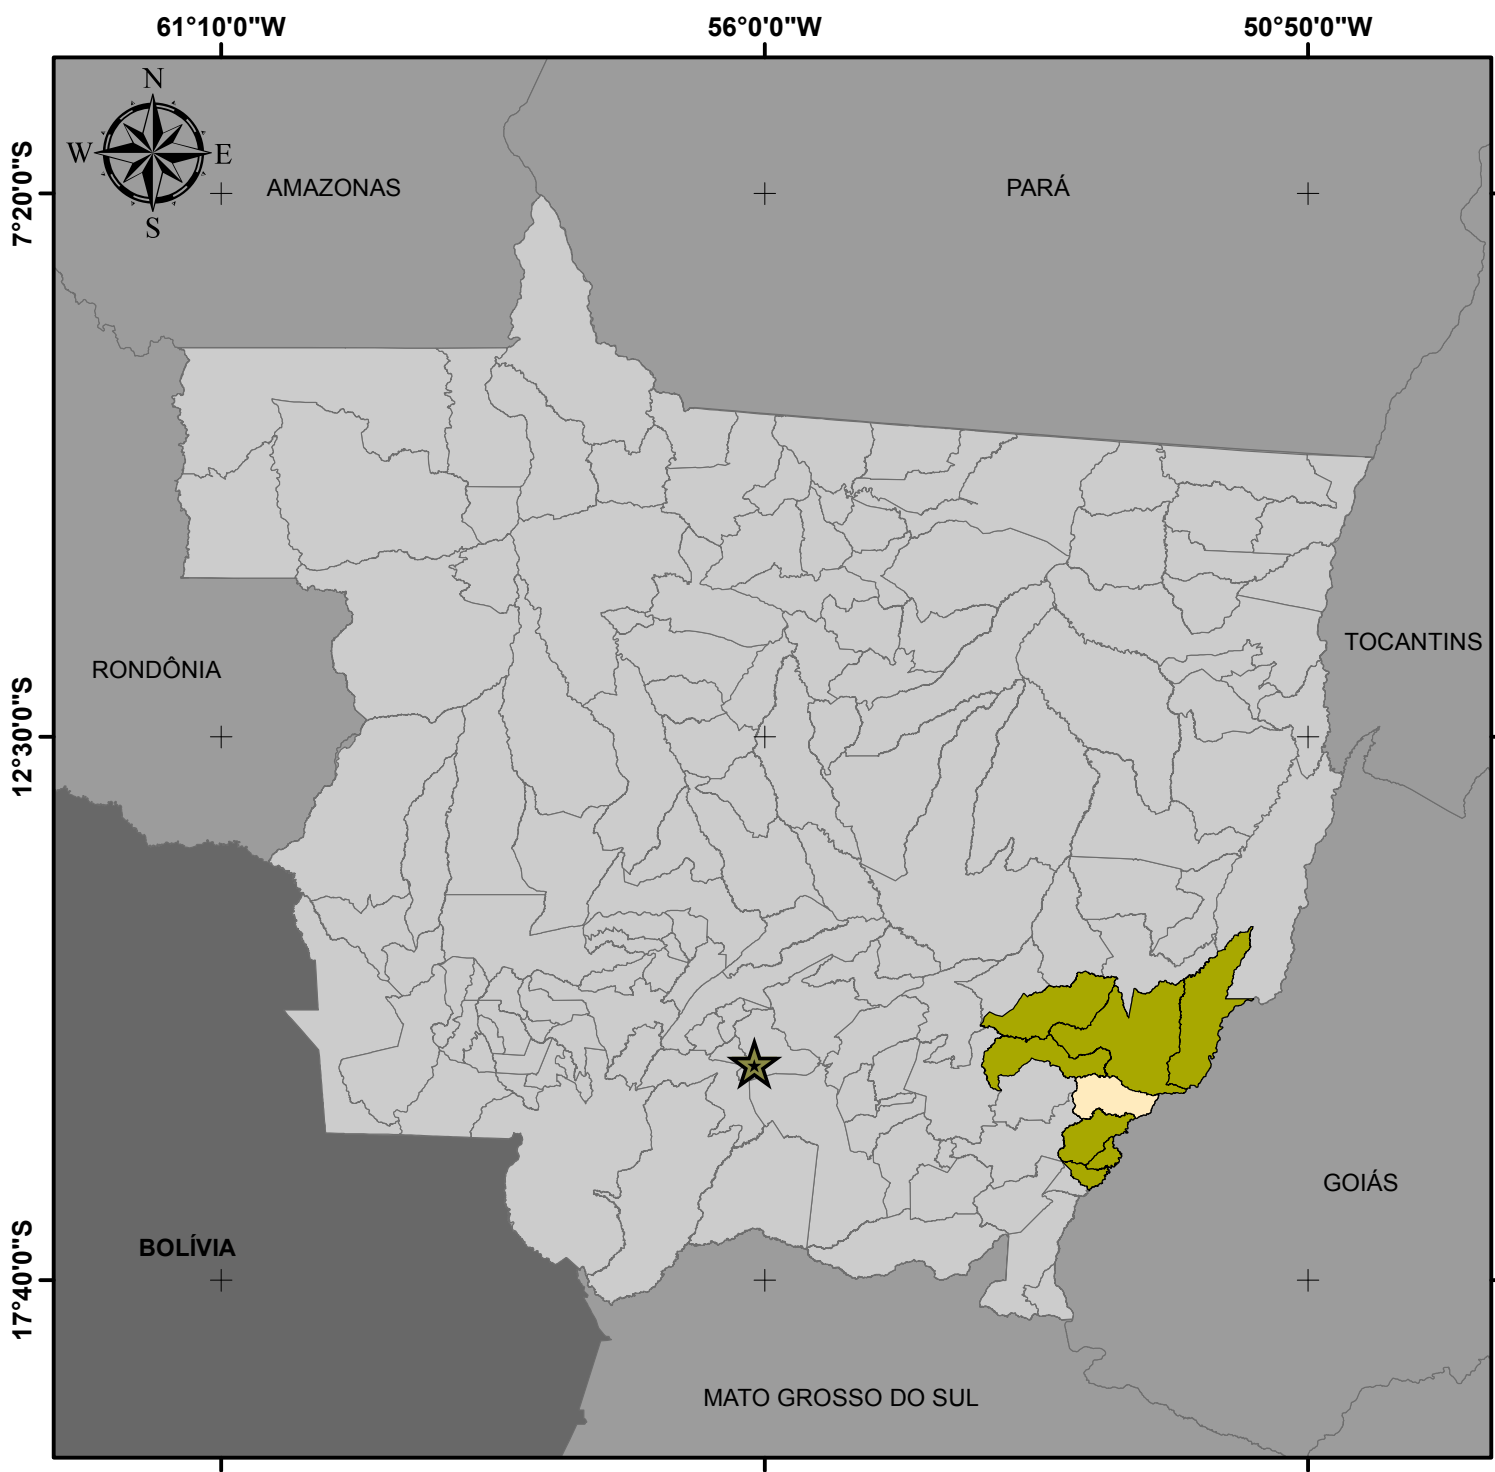 61°10'0"W
56°0'0"W
50°50'0"W
N
W
E
S
7°20'0"S
AMAZONAS
PARÁ
RONDÔNIA
TOCANTINS
12°30'0"S
GOIÁS
BOLÍVIA
17°40'0"S
MATO GROSSO DO SUL